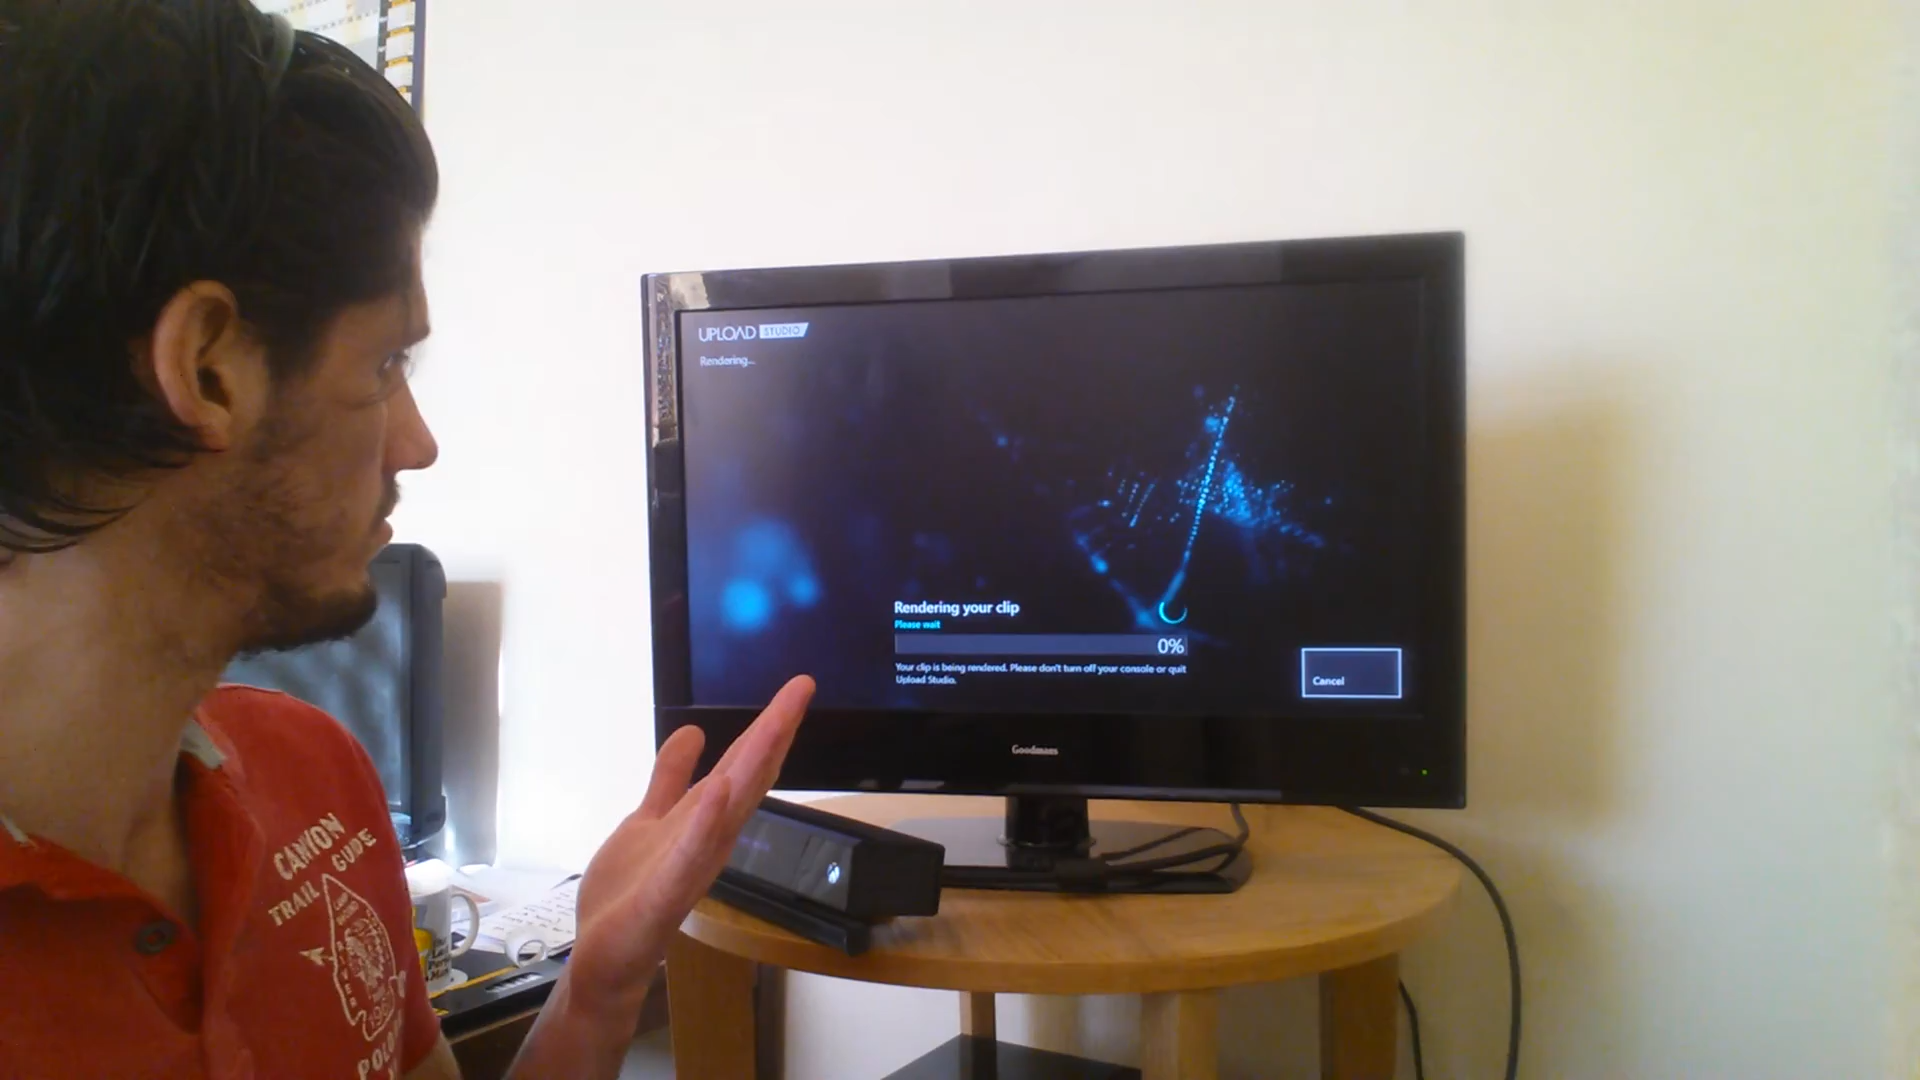 UPLOAD STUDIO
Rendering...
Rendering your clip
Please wait
0%
Your clip is being rendered. Please don't turn off your console or quit
Upload Studio.
Cancel
Goodmans
CANYON
TRAIL GUIDE